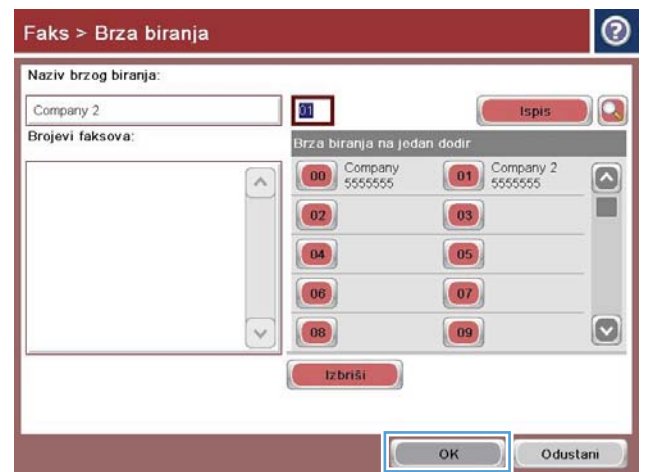 Faks > Brza biranja
Naziv brzog biranja:
Company 2
01
Ispis
Brojevi faksova:
Brza biranja na jedan dodir
00 Company 5555555 01 Company 2 5555555
02 03
04 05
06 07
08 09
Izbriši
OK Odustani